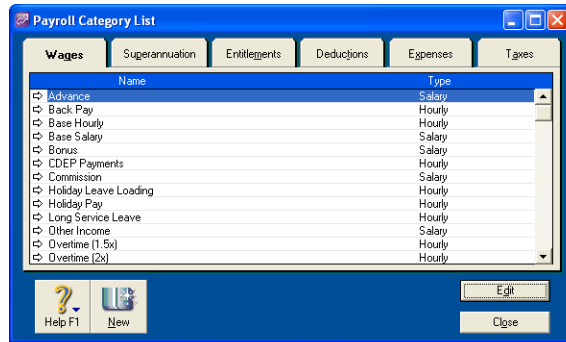 Payroll Category List
Wages Superannuation Entitlements Deductions Expenses Taxes
Name Type
Advance Salary
Back Pay Hourly
Base Hourly Hourly
Base Salary Salary
Bonus Salary
CDEP Payments Hourly
Commission Salary
Holiday Leave Loading Hourly
Holiday Pay Hourly
Long Service Leave Hourly
Other Income Salary
Overtime (1.5x) Hourly
Overtime (2x) Hourly
Edit
Help F1 New Close